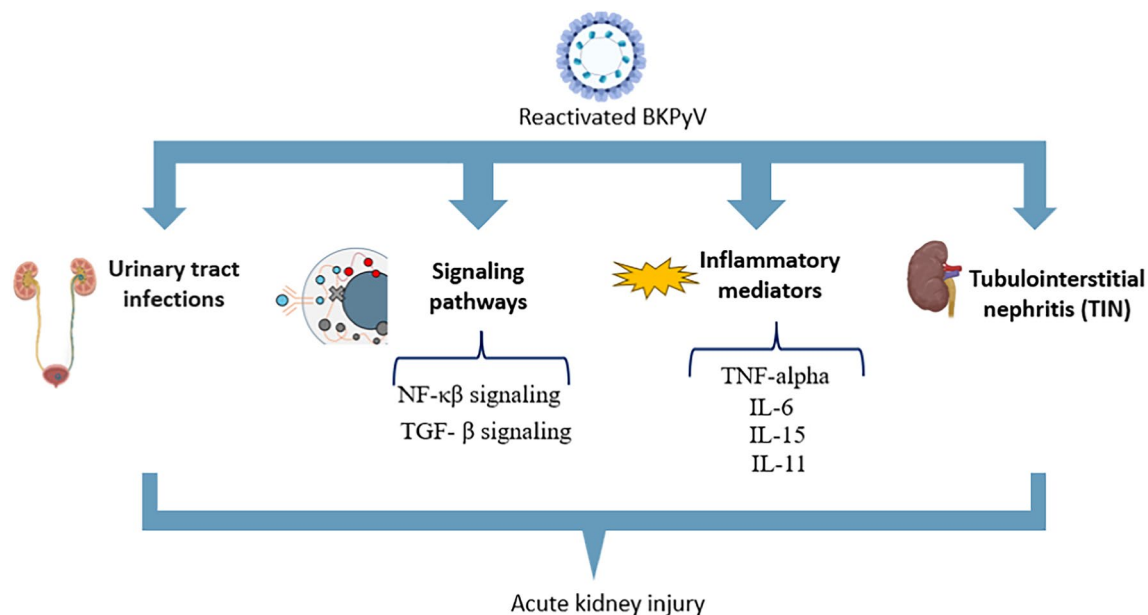 Reactivated BKPyV
Urinary tract
infections
Signaling
pathways
NF-κβ signaling
TGF- β signaling
Inflammatory
mediators
TNF-alpha
IL-6
IL-15
IL-11
Tubulointerstitial
nephritis (TIN)
Acute kidney injury